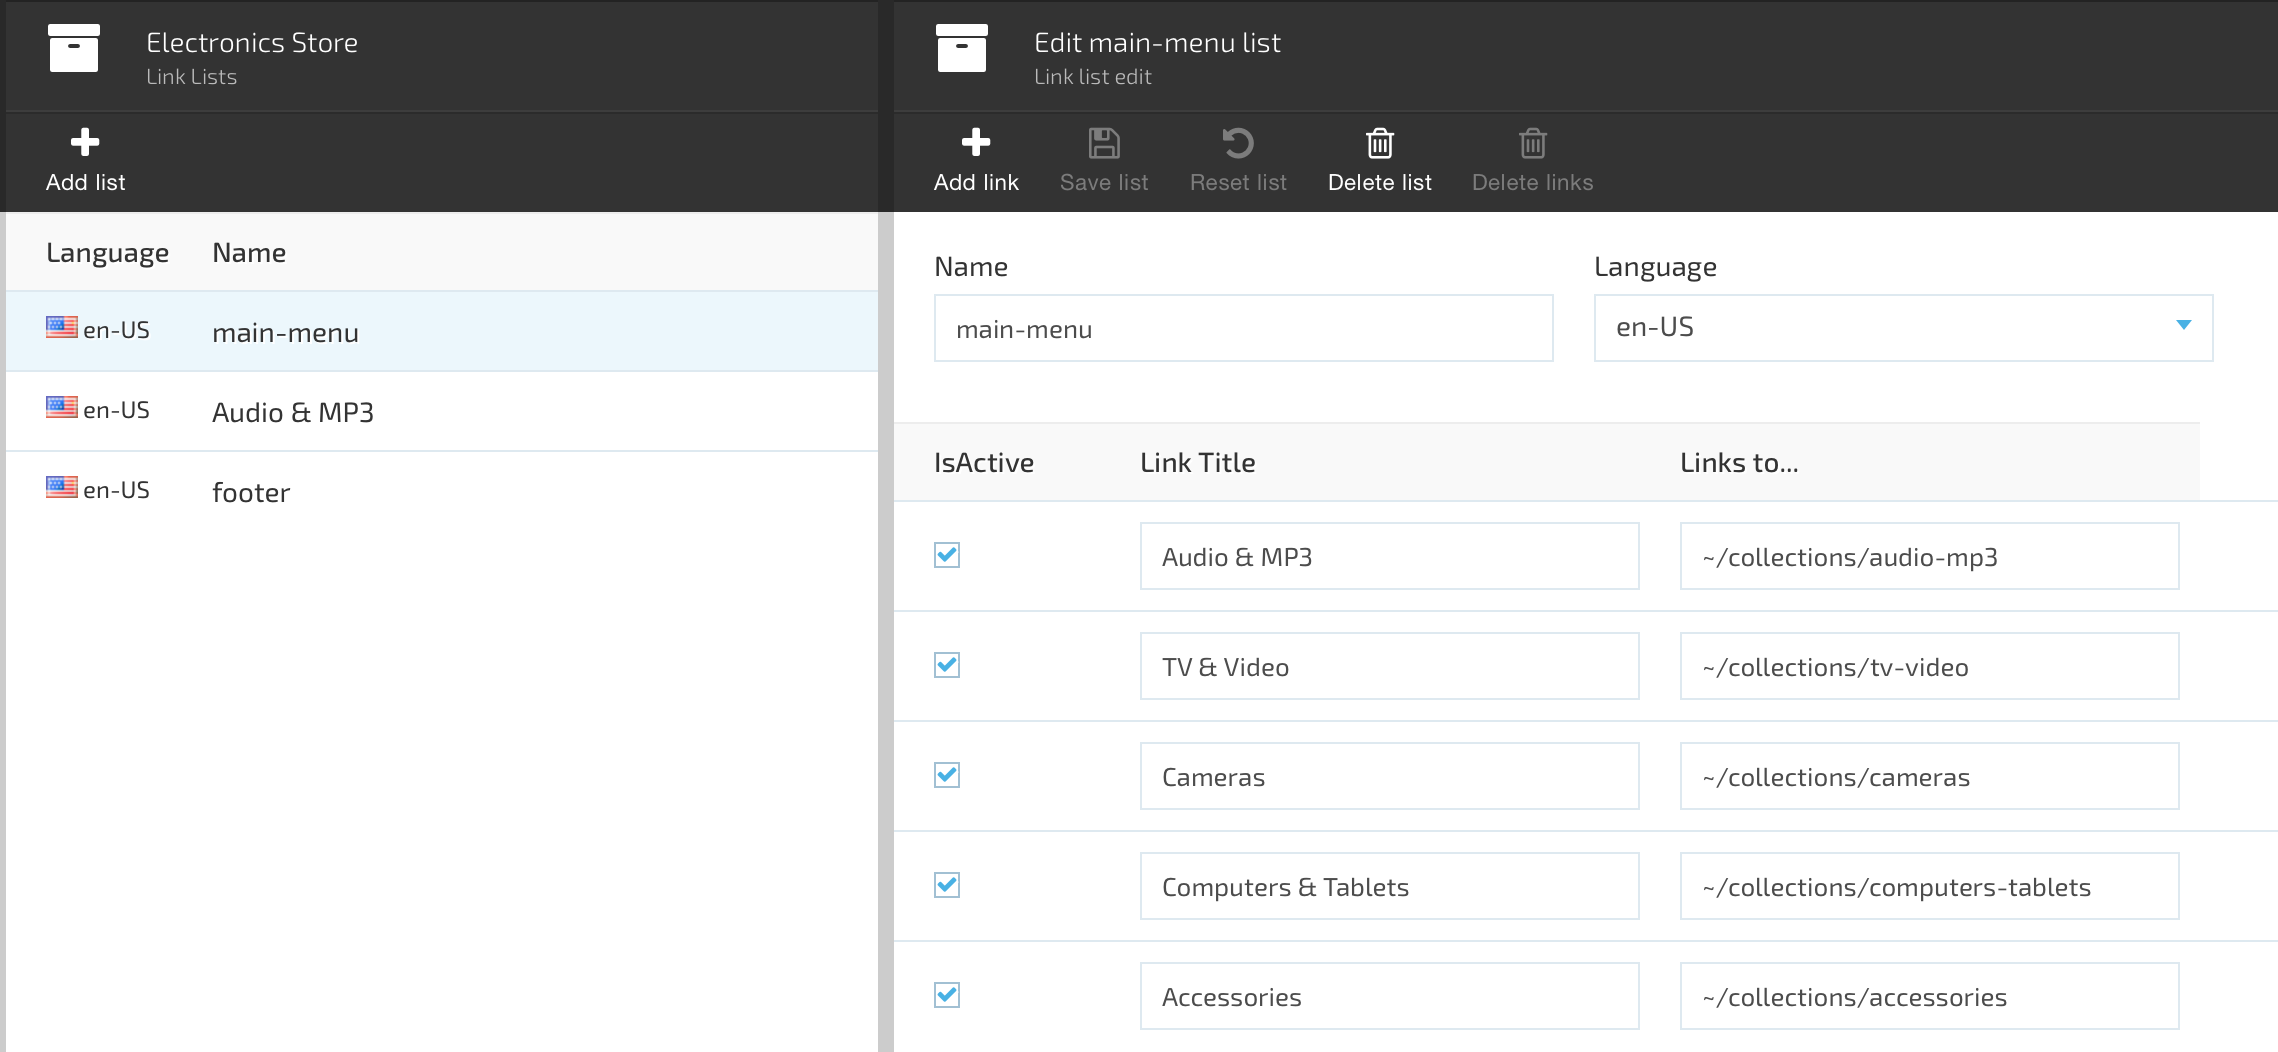 Electronics Store
Link Lists
Add list
Language Name
en-US main-menu
en-US Audio & MP3
en-US footer
Edit main-menu list
Link list edit
Add link Save list Reset list Delete list Delete links
Name Language
main-menu en-US
IsActive Link Title Links to...
Audio & MP3 ~/collections/audio-mp3
TV & Video ~/collections/tv-video
Cameras ~/collections/cameras
Computers & Tablets ~/collections/computers-tablets
Accessories ~/collections/accessories